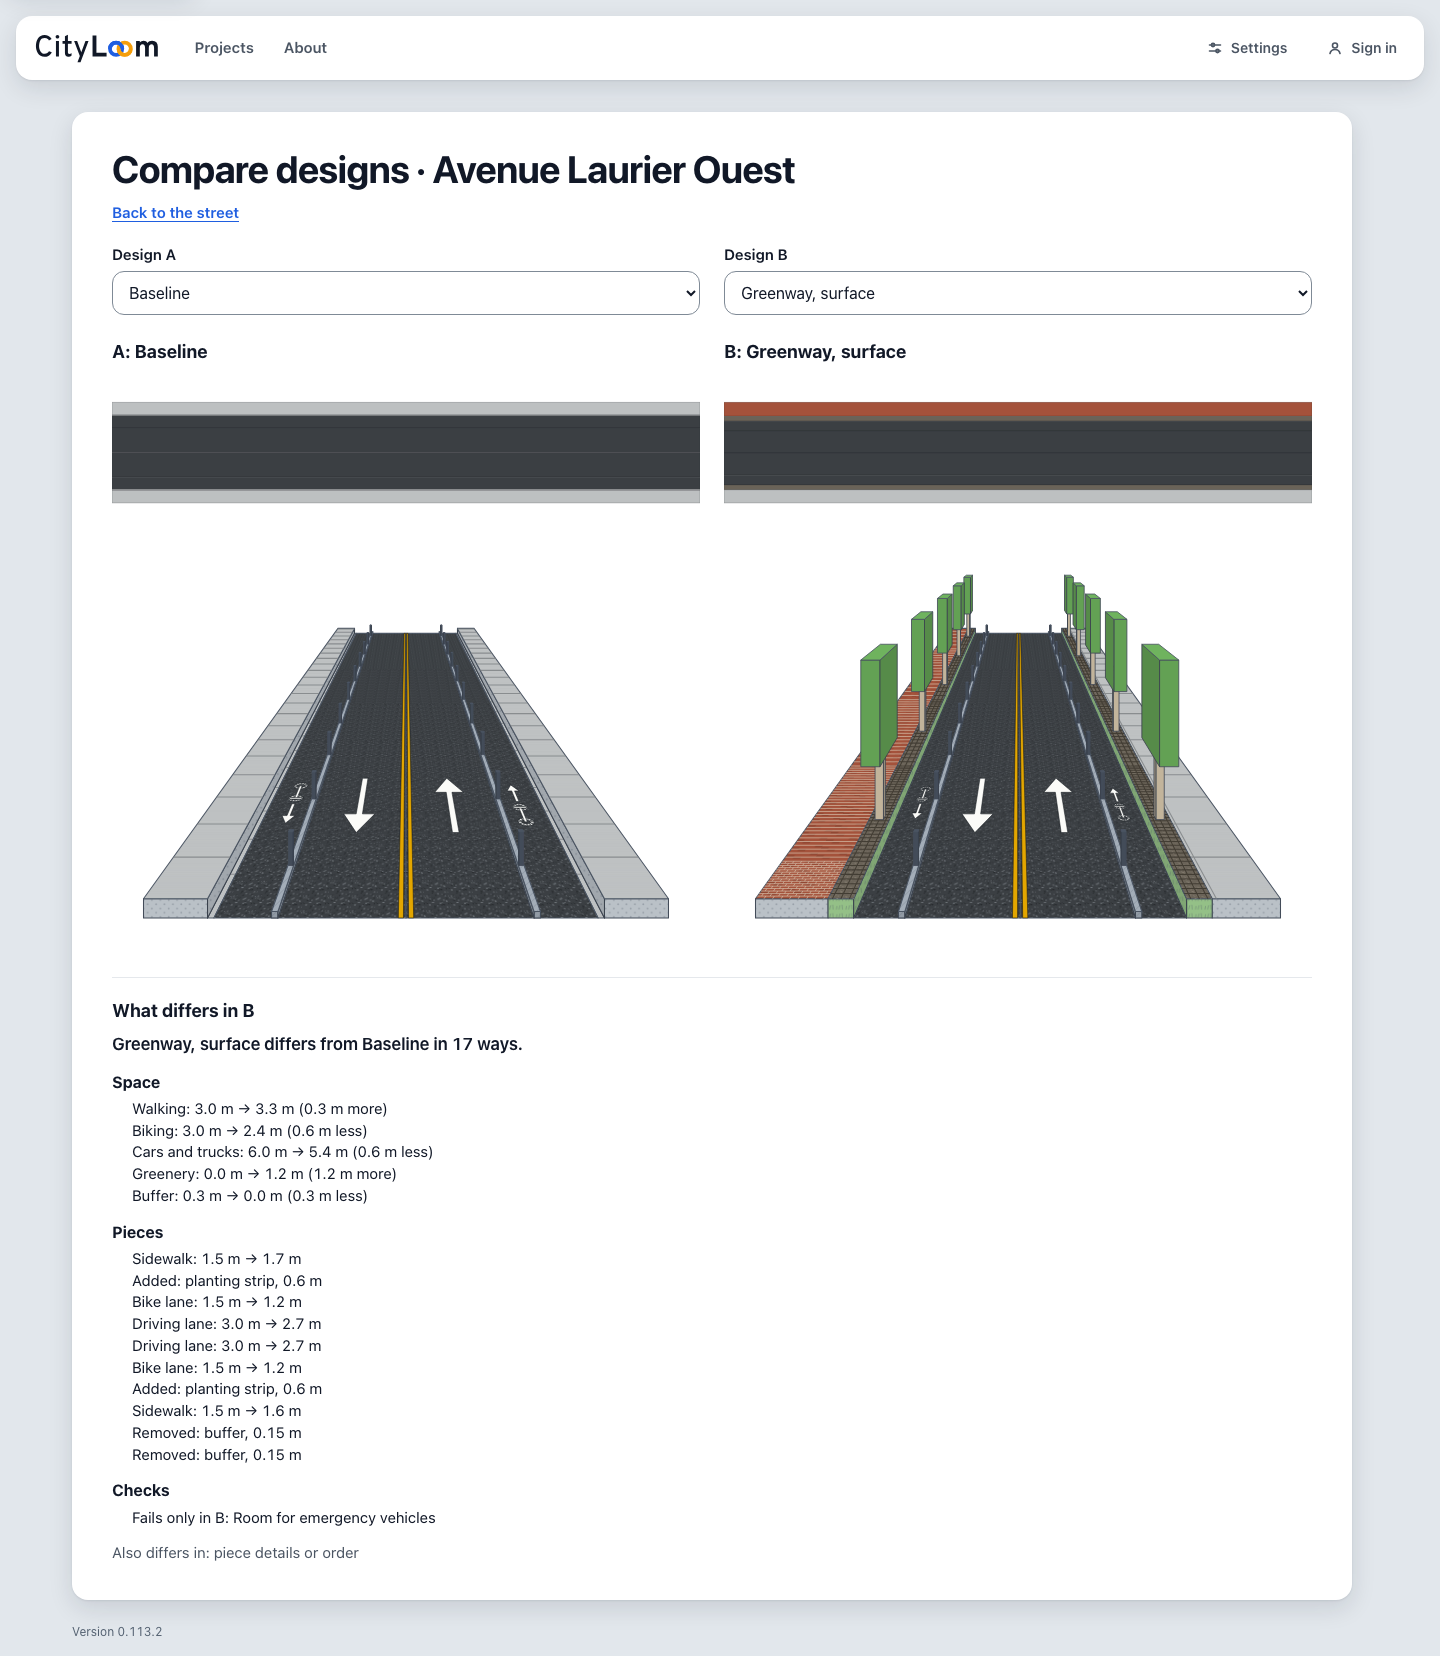 CityLoom
Projects
About
Settings
Sign in
Compare designs · Avenue Laurier Ouest
Back to the street
Design A
Design B
Baseline
Greenway, surface
A: Baseline
B: Greenway, surface
What differs in B
Greenway, surface differs from Baseline in 17 ways.
Space
Walking: 3.0 m → 3.3 m (0.3 m more)
Biking: 3.0 m → 2.4 m (0.6 m less)
Cars and trucks: 6.0 m → 5.4 m (0.6 m less)
Greenery: 0.0 m → 1.2 m (1.2 m more)
Buffer: 0.3 m → 0.0 m (0.3 m less)
Pieces
Sidewalk: 1.5 m → 1.7 m
Added: planting strip, 0.6 m
Bike lane: 1.5 m → 1.2 m
Driving lane: 3.0 m → 2.7 m
Driving lane: 3.0 m → 2.7 m
Bike lane: 1.5 m → 1.2 m
Added: planting strip, 0.6 m
Sidewalk: 1.5 m → 1.6 m
Removed: buffer, 0.15 m
Removed: buffer, 0.15 m
Checks
Fails only in B: Room for emergency vehicles
Also differs in: piece details or order
Version 0.113.2